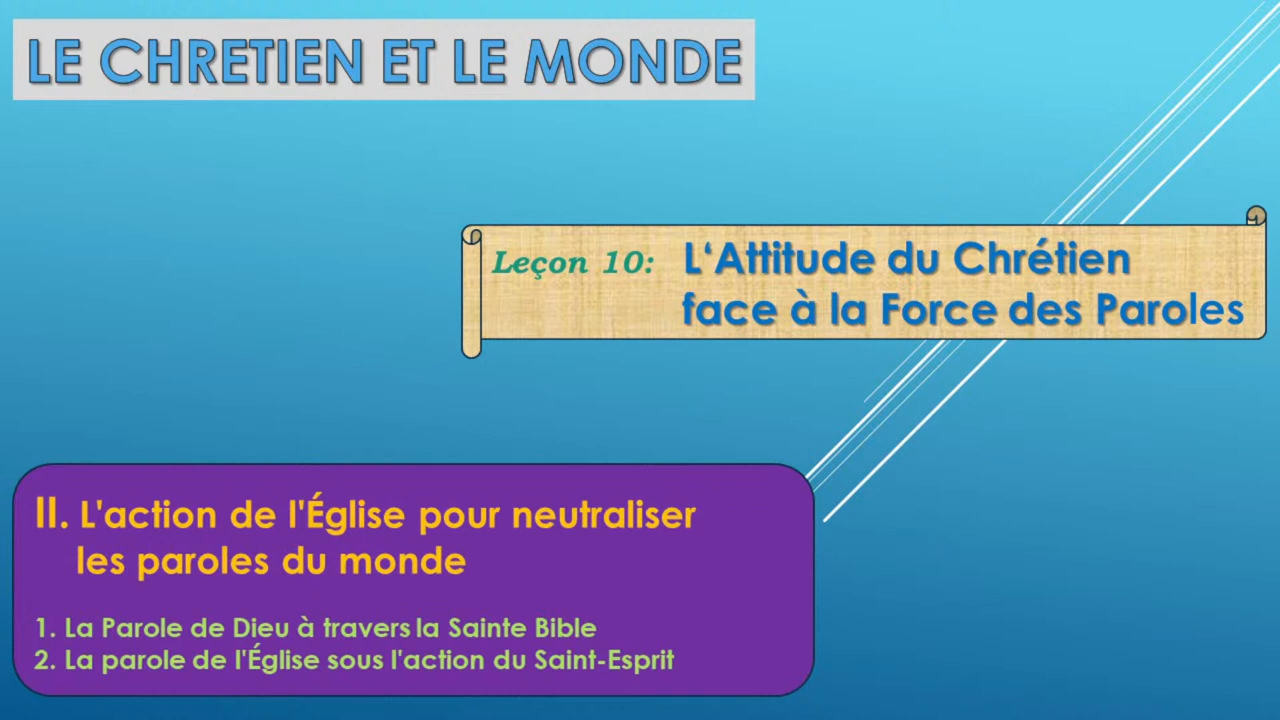 LE CHRETIEN ET LE MONDE
Leçon 10: L‘Attitude du Chrétien
face à la Force des Paroles
II. L'action de l'Église pour neutraliser
les paroles du monde
1. La Parole de Dieu à travers la Sainte Bible
2. La parole de l'Église sous l'action du Saint-Esprit